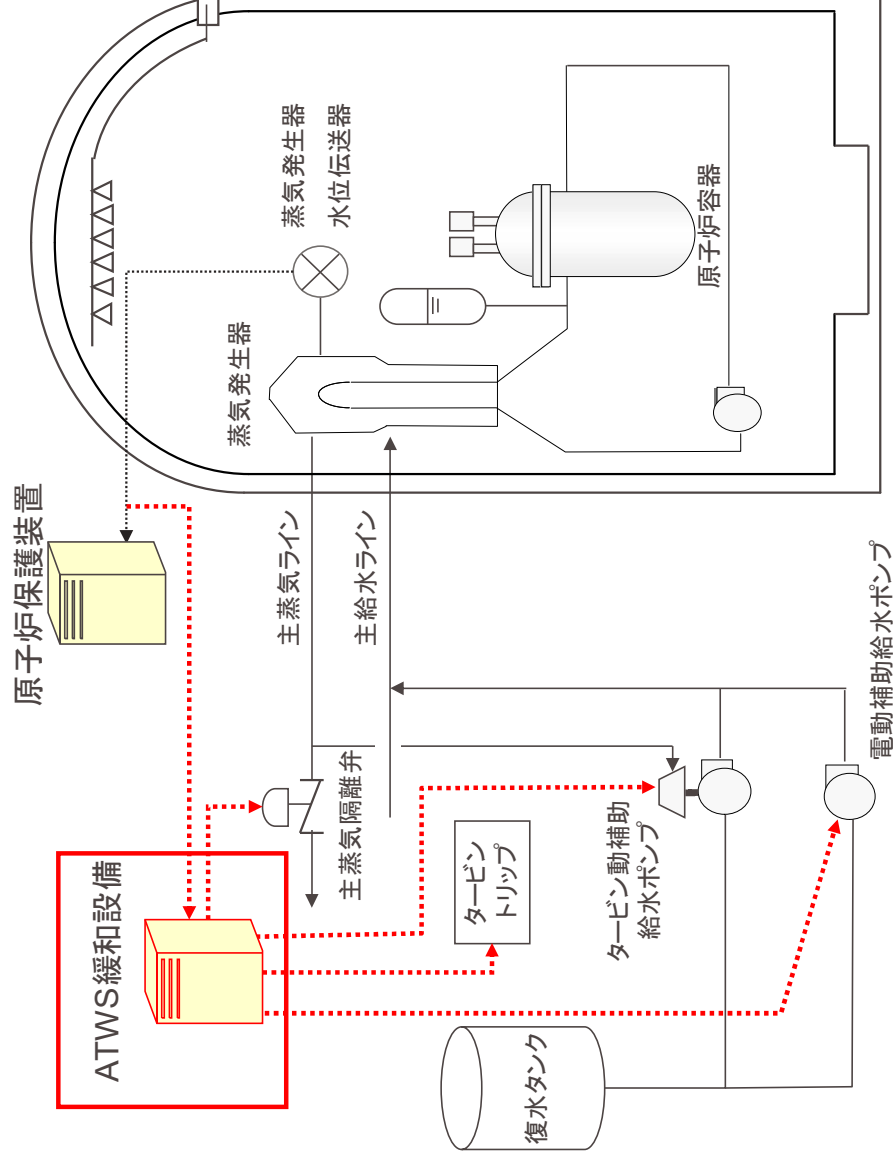 ATWS緩和設備
原子炉保護装置
蒸気発生器
蒸気発生器
水位伝送器
主蒸気ライン
主給水ライン
主蒸気隔離弁
タービン
トリップ
タービン動補助
給水ポンプ
原子炉容器
復水タンク
電動補助給水ポンプ